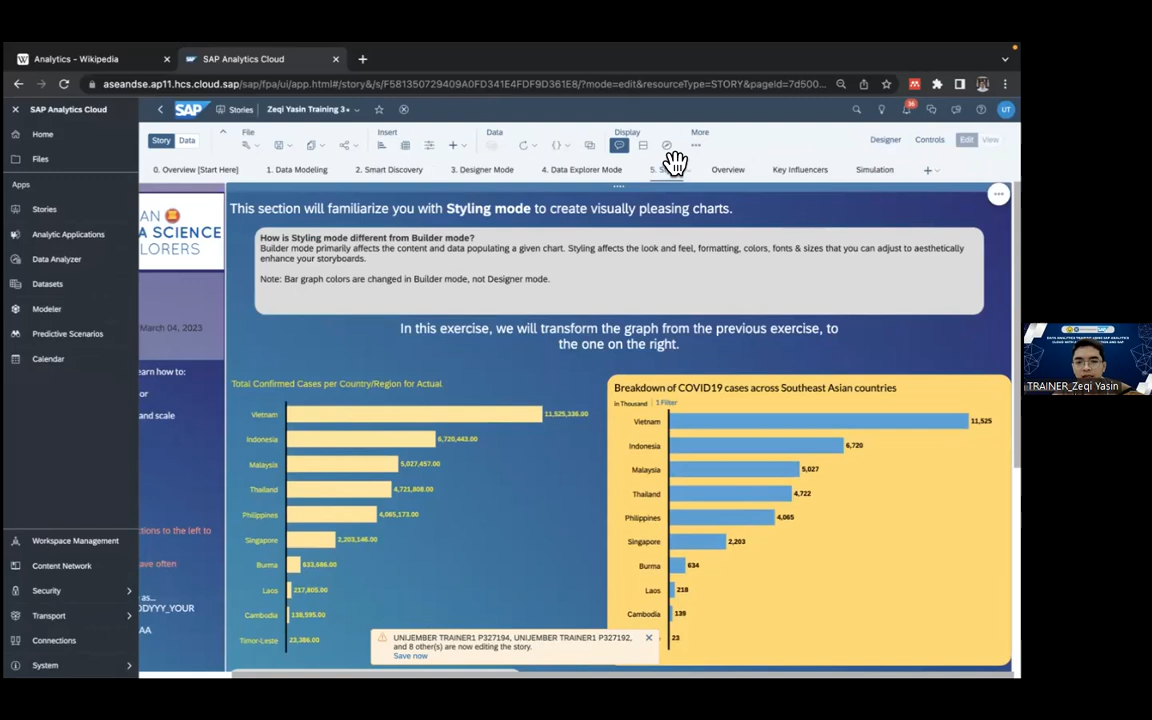 Analytics - Wikipedia
SAP Analytics Cloud
aseandse.ap11.hcs.cloud.sap/sap/fpa/ui/app.html#/story&/s/F581350729409A0FD341E4FDF9D361E8/?mode=edit&resourceType=STORY&pageId=7d500...
SAP Analytics Cloud
SAP
Stories
Zeqi Yasin Training 3+
36
UT
Home
Files
Apps
Stories
Analytic Applications
Data Analyzer
Datasets
Modeler
Predictive Scenarios
Calendar
Workspace Management
Content Network
Security
Transport
Connections
System
Story
Data
File
Insert
Data
Display
More
Designer
Controls
Edit
View
0. Overview [Start Here]
1. Data Modeling
2. Smart Discovery
3. Designer Mode
4. Data Explorer Mode
Overview
Key Influencers
Simulation
AN
A SCIENCE
LORERS
March 04, 2023
earn how to:
or
and scale
tions to the left to
ave often
as...
DDYYY_YOUR
AA
This section will familiarize you with Styling mode to create visually pleasing charts.
How is Styling mode different from Builder mode?
Builder mode primarily affects the content and data populating a given chart. Styling affects the look and feel, formatting, colors, fonts & sizes that you can adjust to aesthetically
enhance your storyboards.
Note: Bar graph colors are changed in Builder mode, not Designer mode.
In this exercise, we will transform the graph from the previous exercise, to
the one on the right.
Total Confirmed Cases per Country/Region for Actual
Vietnam 11,525,336.00
Indonesia 6,720,443.00
Malaysia 5,027,457.00
Thailand 4,721,808.00
Philippines 4,065,173.00
Singapore 2,203,146.00
Burma 633,686.00
Laos 217,805.00
Cambodia 138,595.00
Timor-Leste 23,386.00
Breakdown of COVID19 cases across Southeast Asian countries
in Thousand | 1 Filter
Vietnam 11,525
Indonesia 6,720
Malaysia 5,027
Thailand 4,722
Philippines 4,065
Singapore 2,203
Burma 634
Laos 218
Cambodia 139
23
UNIJEMBER TRAINER1 P327194, UNIJEMBER TRAINER1 P327192,
and 8 other(s) are now editing the story.
Save now
TRAINER_Zeqi Yasin